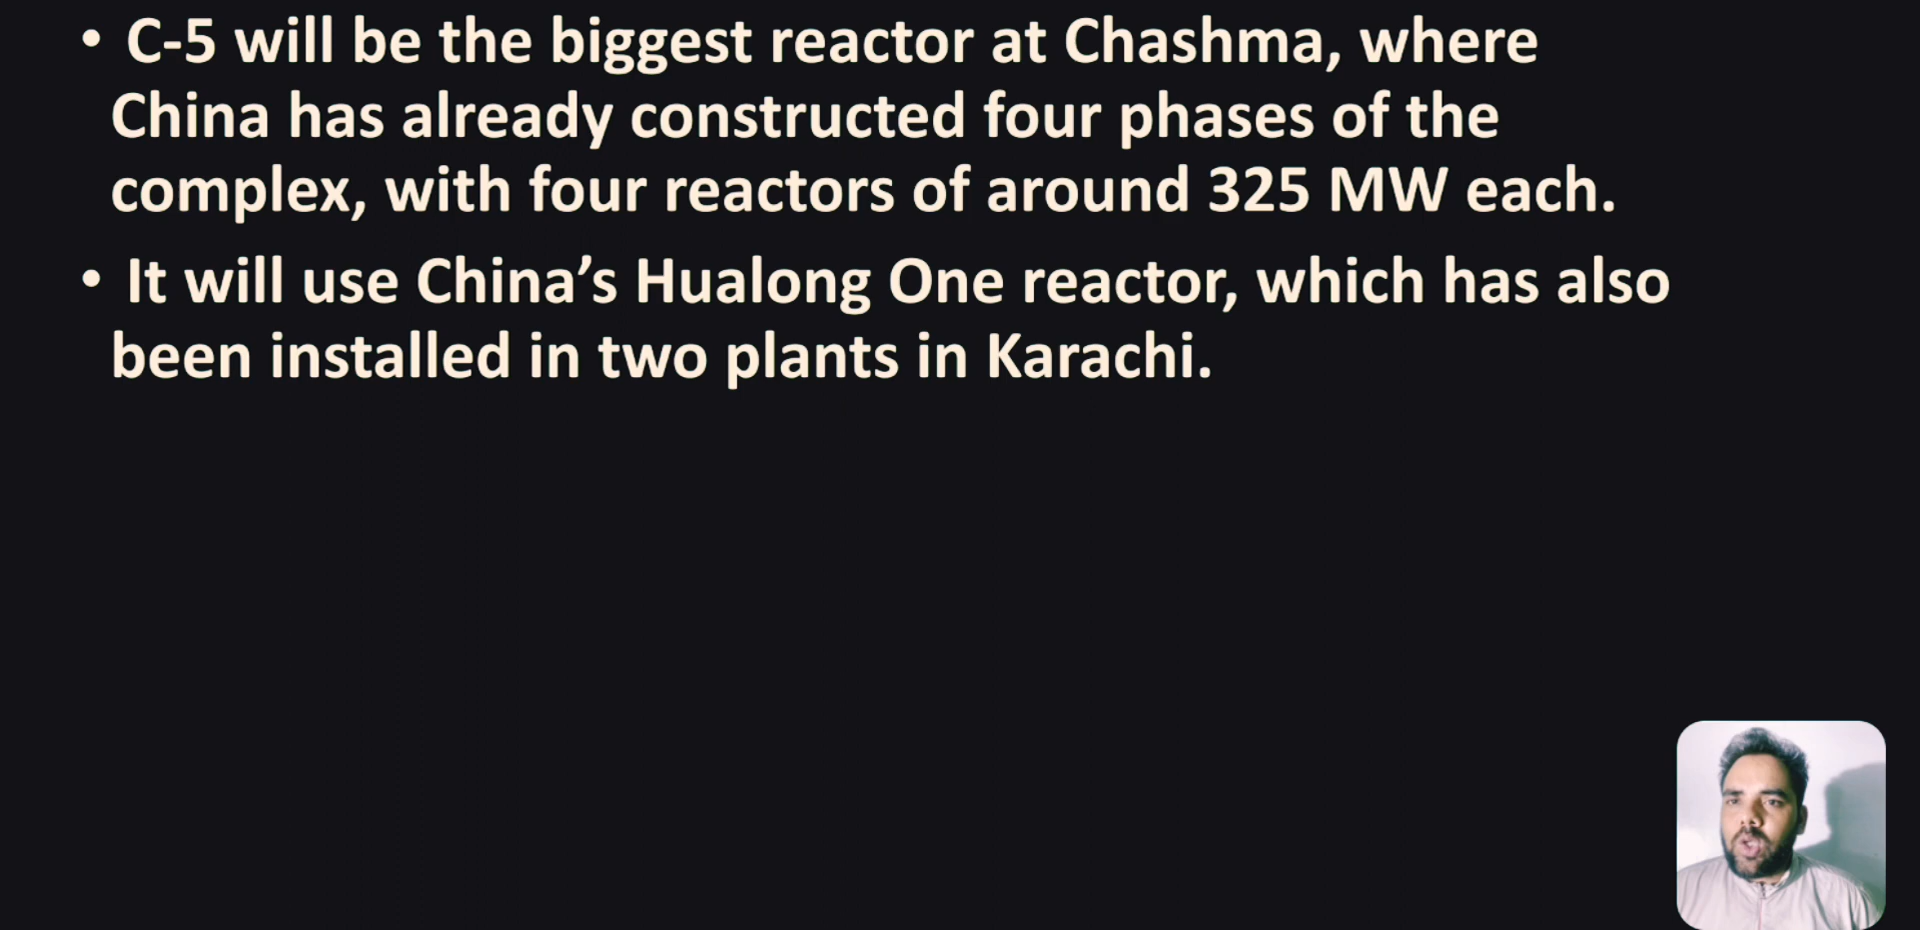 • C-5 will be the biggest reactor at Chashma, where
China has already constructed four phases of the
complex, with four reactors of around 325 MW each.
• It will use China’s Hualong One reactor, which has also
been installed in two plants in Karachi.